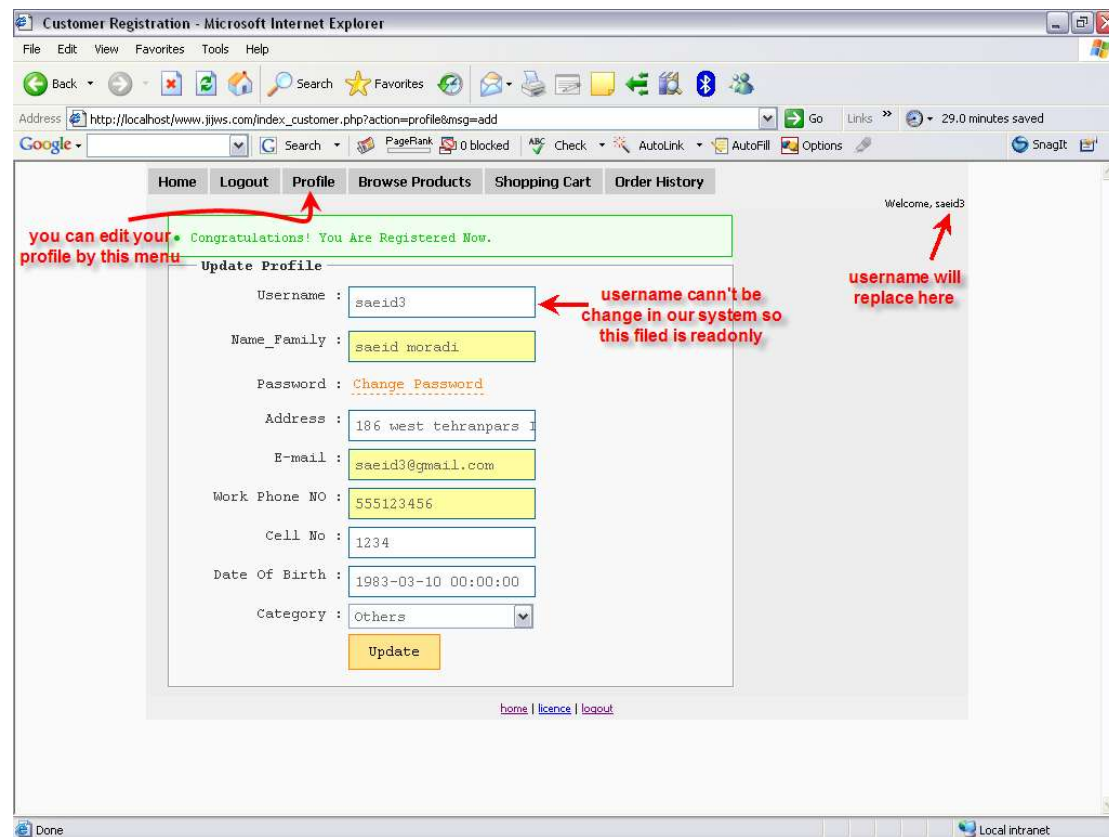 Customer Registration - Microsoft Internet Explorer
File Edit View Favorites Tools Help
Back Search Favorites
Address http://localhost/www.jijws.com/index_customer.php?action=profile&msg=add Go Links » 29.0 minutes saved
Google Search PageRank 0 blocked ABC Check AutoLink AutoFill Options SnagIt
Home Logout Profile Browse Products Shopping Cart Order History
Welcome, saeid3
you can edit your
profile by this menu
• Congratulations! You Are Registered Now.
username will
replace here
Update Profile
Username : saeid3
username cann't be
change in our system so
this filed is readonly
Name_Family : saeid moradi
Password : Change Password
Address : 186 west tehranpars
E-mail : saeid3@gmail.com
Work Phone NO : 555123456
Cell No : 1234
Date Of Birth : 1983-03-10 00:00:00
Category : Others
Update
home | licence | logout
Done Local intranet